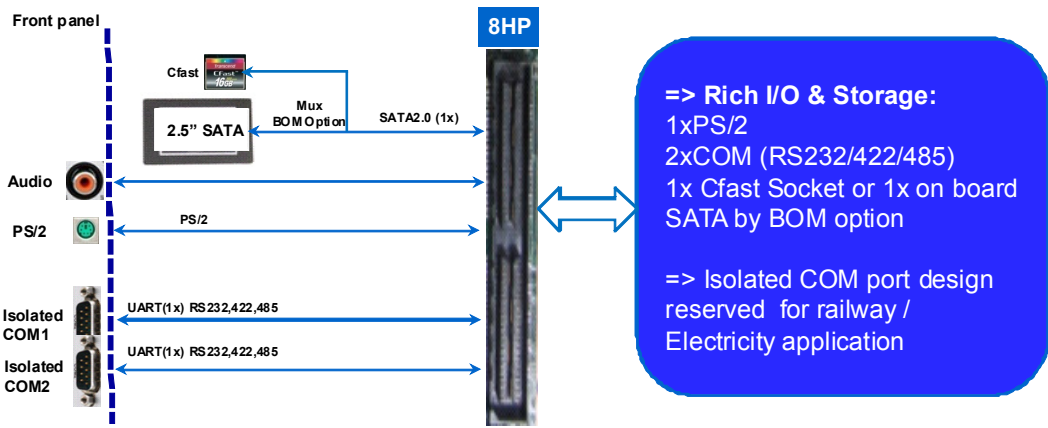 Front panel
8HP
Cfast
Transcend
CFast
16GB
Mux
BOM Option
SATA2.0 (1x)
2.5” SATA
Audio
PS/2
PS/2
Isolated
COM1
UART(1x) RS232,422,485
Isolated
COM2
UART(1x) RS232,422,485
=> Rich I/O & Storage:
1xPS/2
2xCOM (RS232/422/485)
1x Cfast Socket or 1x on board
SATA by BOM option
=> Isolated COM port design
reserved for railway /
Electricity application